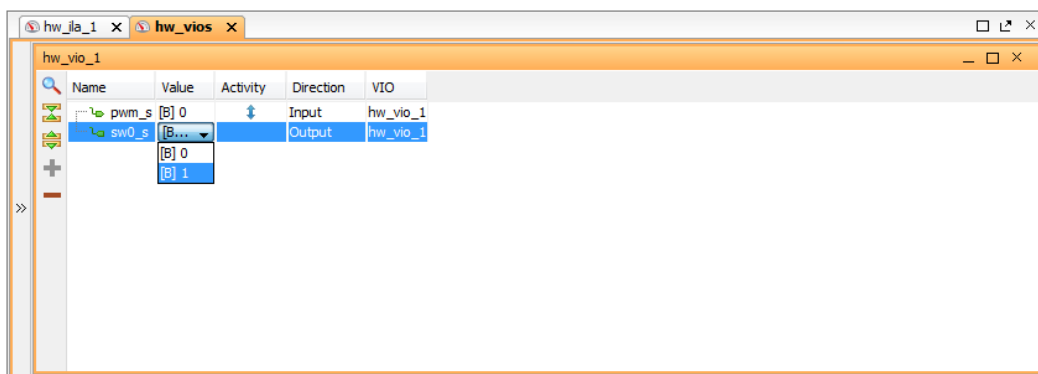 hw_ila_1 hw_vios
hw_vio_1
Name Value Activity Direction VIO
pwm_s [B] 0 Input hw_vio_1
sw0_s [B... Output hw_vio_1
[B] 0
[B] 1